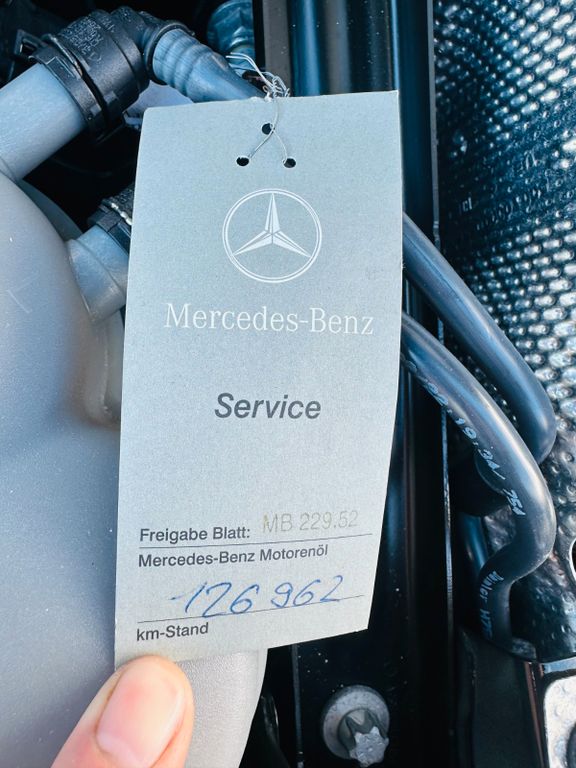 Mercedes-Benz
Service
Freigabe Blatt: MB 229.52
Mercedes-Benz Motorenöl
126 962
km-Stand